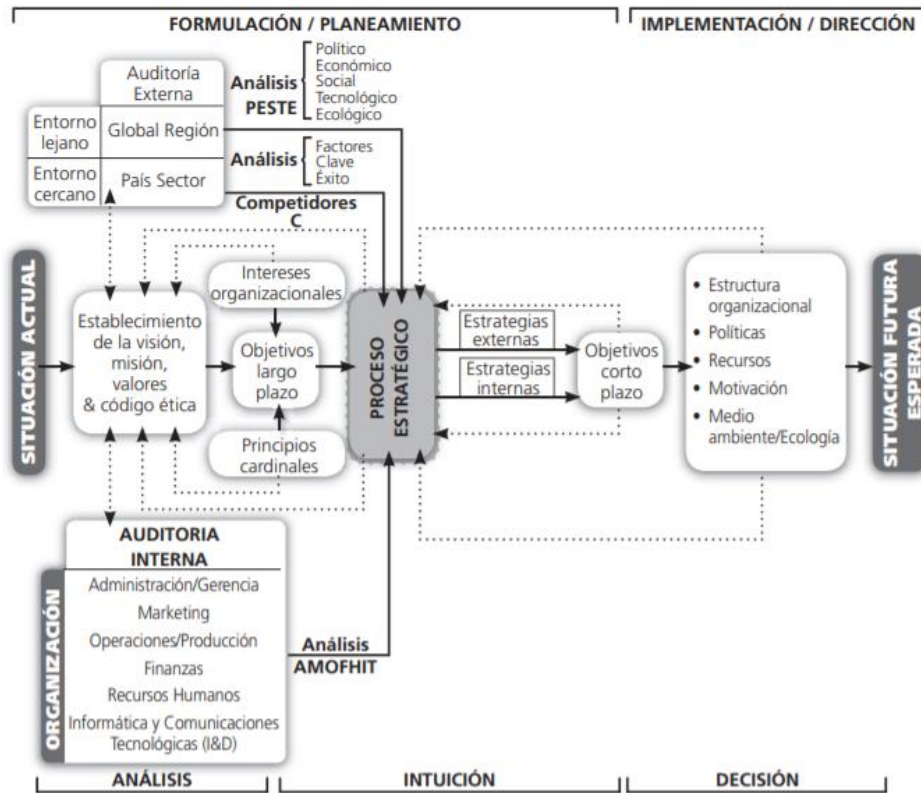 FORMULACIÓN / PLANEAMIENTO
IMPLEMENTACIÓN / DIRECCIÓN
Auditoría
Externa
Entorno
lejano
Global Región
Entorno
cercano
País Sector
Análisis
PESTE
Político
Económico
Social
Tecnológico
Ecológico
Análisis
Factores
Clave
Éxito
Competidores
C
SITUACIÓN ACTUAL
Establecimiento
de la visión,
misión,
valores
& código ética
Intereses
organizacionales
Objetivos
largo
plazo
Principios
cardinales
PROCESO
ESTRATÉGICO
Estrategias
externas
Estrategias
internas
Objetivos
corto
plazo
• Estructura
organizacional
• Políticas
• Recursos
• Motivación
• Medio
ambiente/Ecología
SITUACIÓN FUTURA
ESPERADA
ORGANIZACIÓN
AUDITORIA
INTERNA
Administración/Gerencia
Marketing
Operaciones/Producción
Finanzas
Recursos Humanos
Informática y Comunicaciones
Tecnológicas (I&D)
Análisis
AMOFHIT
ANÁLISIS
INTUICIÓN
DECISIÓN